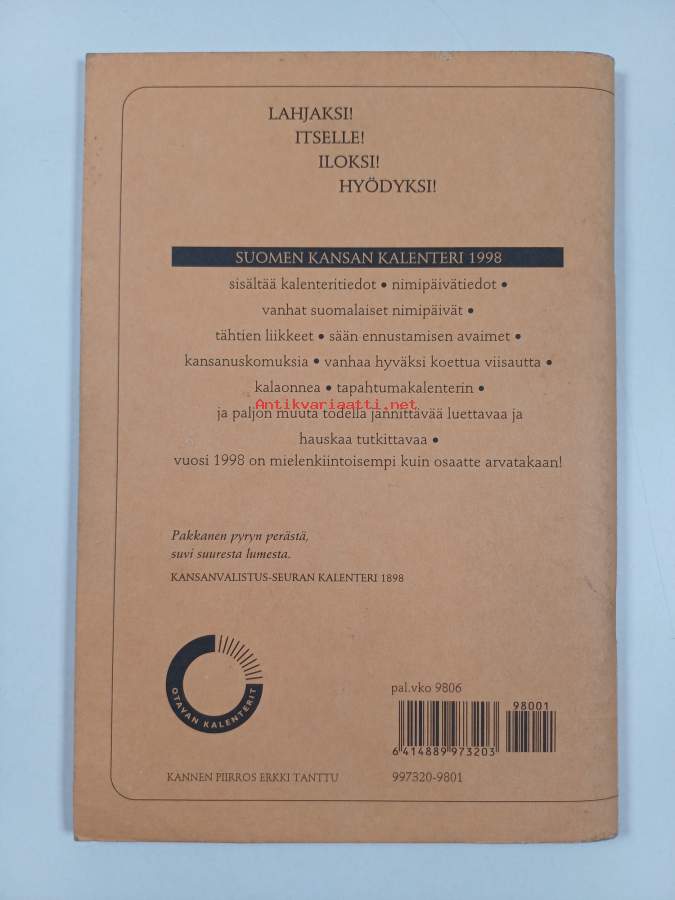 LAHJAKSI!
ITSELLE!
ILOKSI!
HYÖDYKSI!
SUOMEN KANSAN KALENTERI 1998
sisältää kalenteritiedot • nimipäivätiedot •
vanhat suomalaiset nimipäivät •
tähtien liikkeet • sään ennustamisen avaimet •
kansanuskomuksia • vanhaa hyväksi koettua viisautta •
kalaonnea • tapahtumakalenterin •
Antikvariaatti.net
ja paljon muuta todella jännittävää luettavaa ja
hauskaa tutkittavaa •
vuosi 1998 on mielenkiintoisempi kuin osaatte arvatakaan!
Pakkanen pyryn perästä,
suvi suuresta lumesta.
KANSANVALISTUS-SEURAN KALENTERI 1898
OTAVAN KALENTERIT
pal.vko 9806
98001
6 414889 973203
KANNEN PIIRROS ERKKI TANTTU
997320-9801